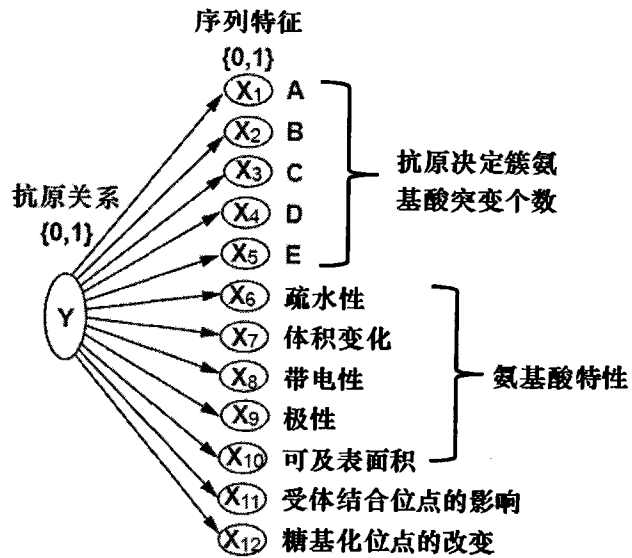 序列特征
{0,1}
X1 A
X2 B
X3 C
X4 D
X5 E
抗原决定簇氨
基酸突变个数
抗原关系
{0,1}
Y
X6 疏水性
X7 体积变化
X8 带电性
X9 极性
X10 可及表面积
氨基酸特性
X11 受体结合位点的影响
X12 糖基化位点的改变